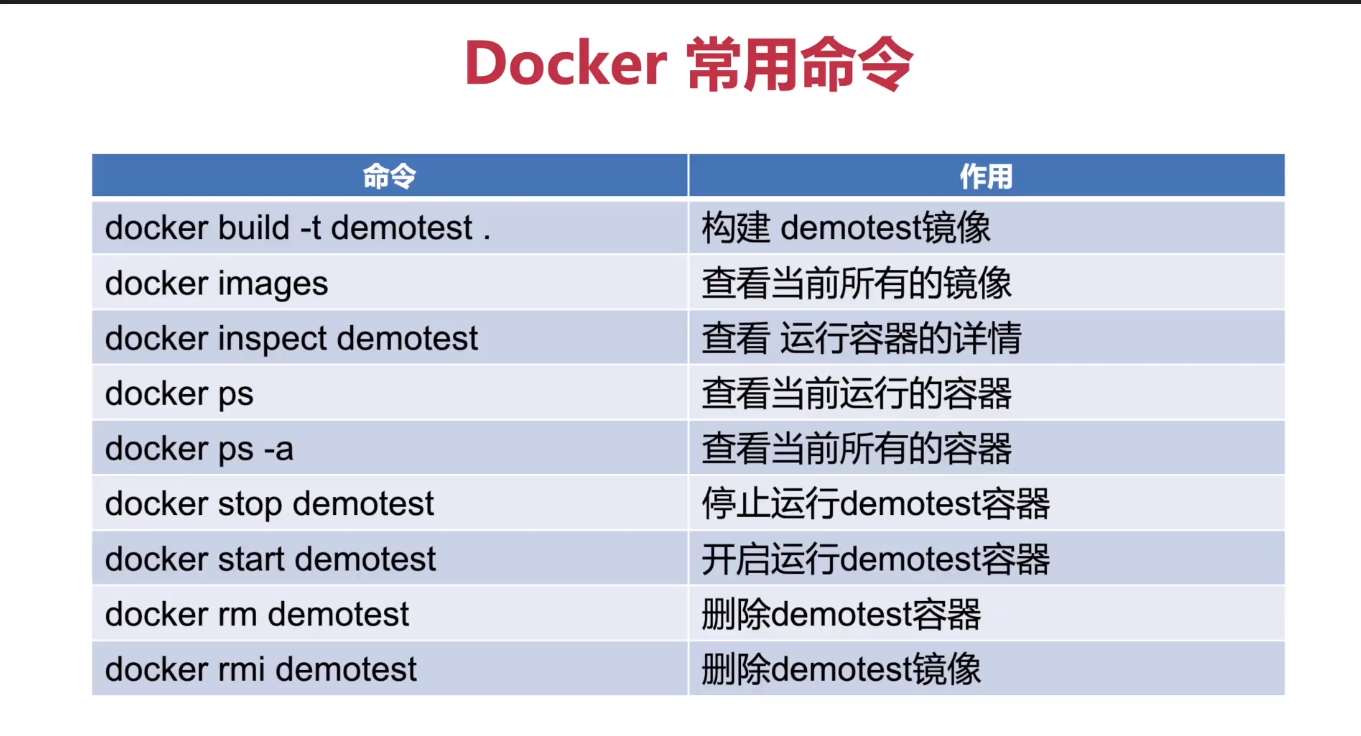 Docker 常用命令
命令 作用
docker build -t demotest . 构建 demotest镜像
docker images 查看当前所有的镜像
docker inspect demotest 查看 运行容器的详情
docker ps 查看当前运行的容器
docker ps -a 查看当前所有的容器
docker stop demotest 停止运行demotest容器
docker start demotest 开启运行demotest容器
docker rm demotest 删除demotest容器
docker rmi demotest 删除demotest镜像